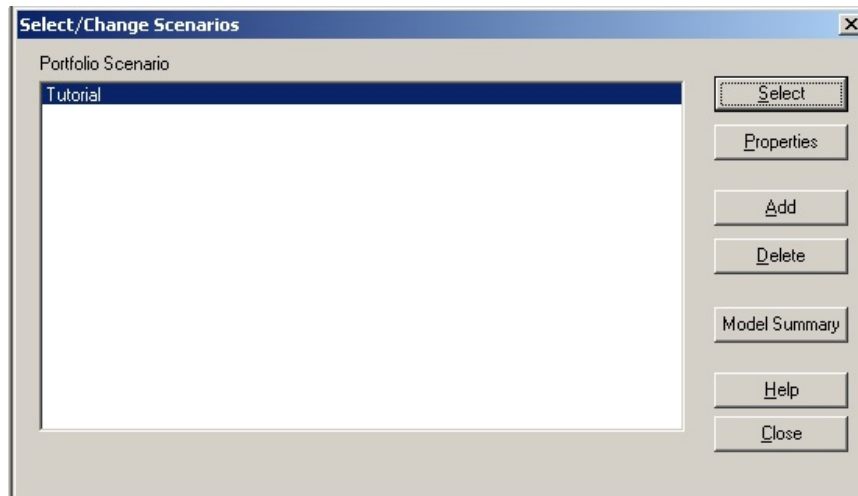 Select/Change Scenarios
Portfolio Scenario
Tutorial
Select
Properties
Add
Delete
Model Summary
Help
Close